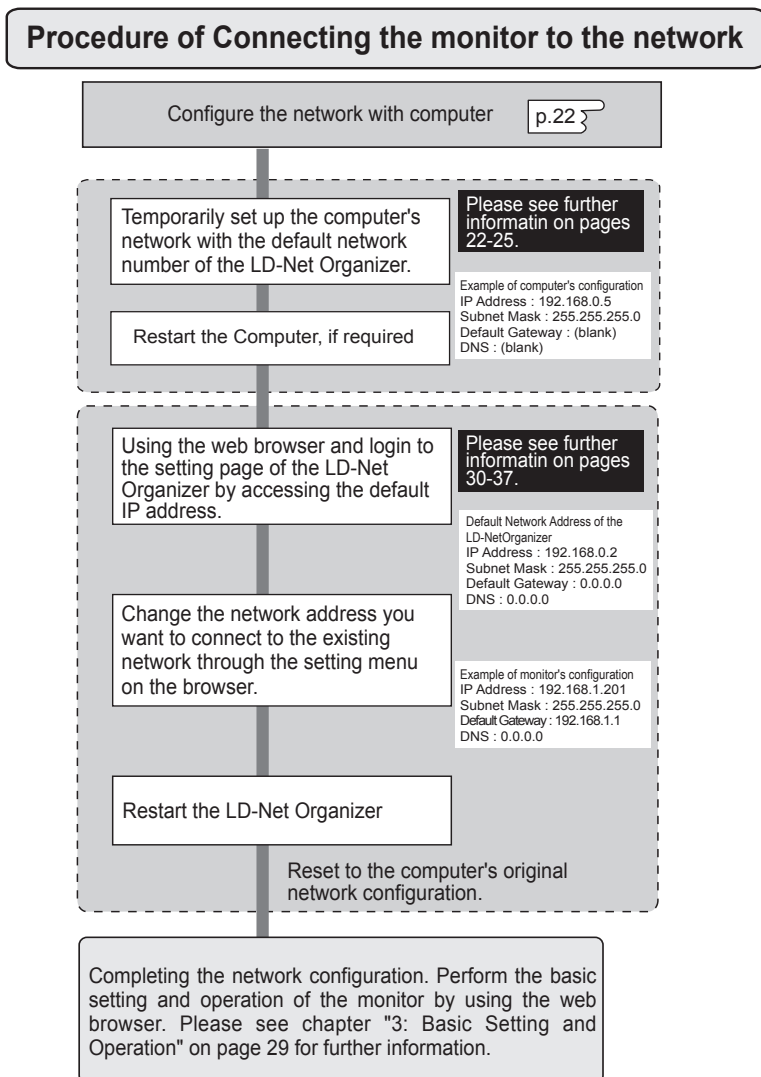 Procedure of Connecting the monitor to the network
Configure the network with computer
p.22
Temporarily set up the computer's
network with the default network
number of the LD-Net Organizer.
Please see further
informatin on pages
22-25.
Example of computer's configuration
IP Address : 192.168.0.5
Subnet Mask : 255.255.255.0
Default Gateway : (blank)
DNS : (blank)
Restart the Computer, if required
Using the web browser and login to
the setting page of the LD-Net
Organizer by accessing the default
IP address.
Please see further
informatin on pages
30-37.
Default Network Address of the
LD-NetOrganizer
IP Address : 192.168.0.2
Subnet Mask : 255.255.255.0
Default Gateway : 0.0.0.0
DNS : 0.0.0.0
Change the network address you
want to connect to the existing
network through the setting menu
on the browser.
Example of monitor's configuration
IP Address : 192.168.1.201
Subnet Mask : 255.255.255.0
Default Gateway : 192.168.1.1
DNS : 0.0.0.0
Restart the LD-Net Organizer
Reset to the computer's original
network configuration.
Completing the network configuration. Perform the basic
setting and operation of the monitor by using the web
browser. Please see chapter "3: Basic Setting and
Operation" on page 29 for further information.